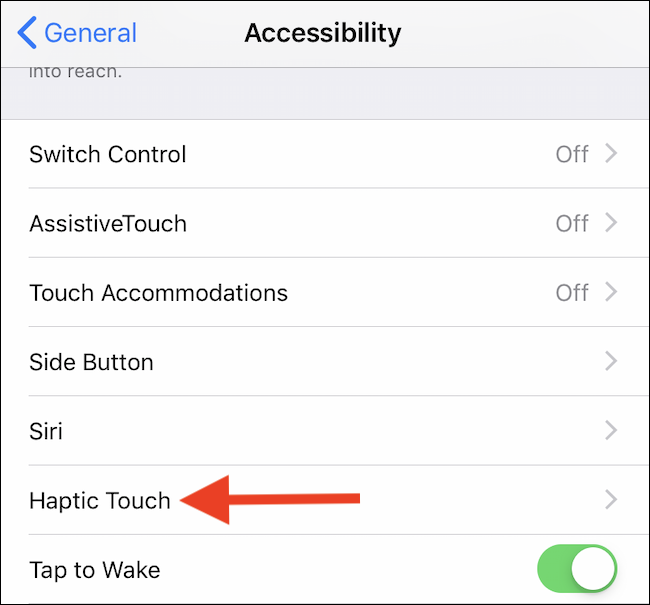 General
Accessibility
into reach.
Switch Control Off
AssistiveTouch Off
Touch Accommodations Off
Side Button
Siri
Haptic Touch
Tap to Wake